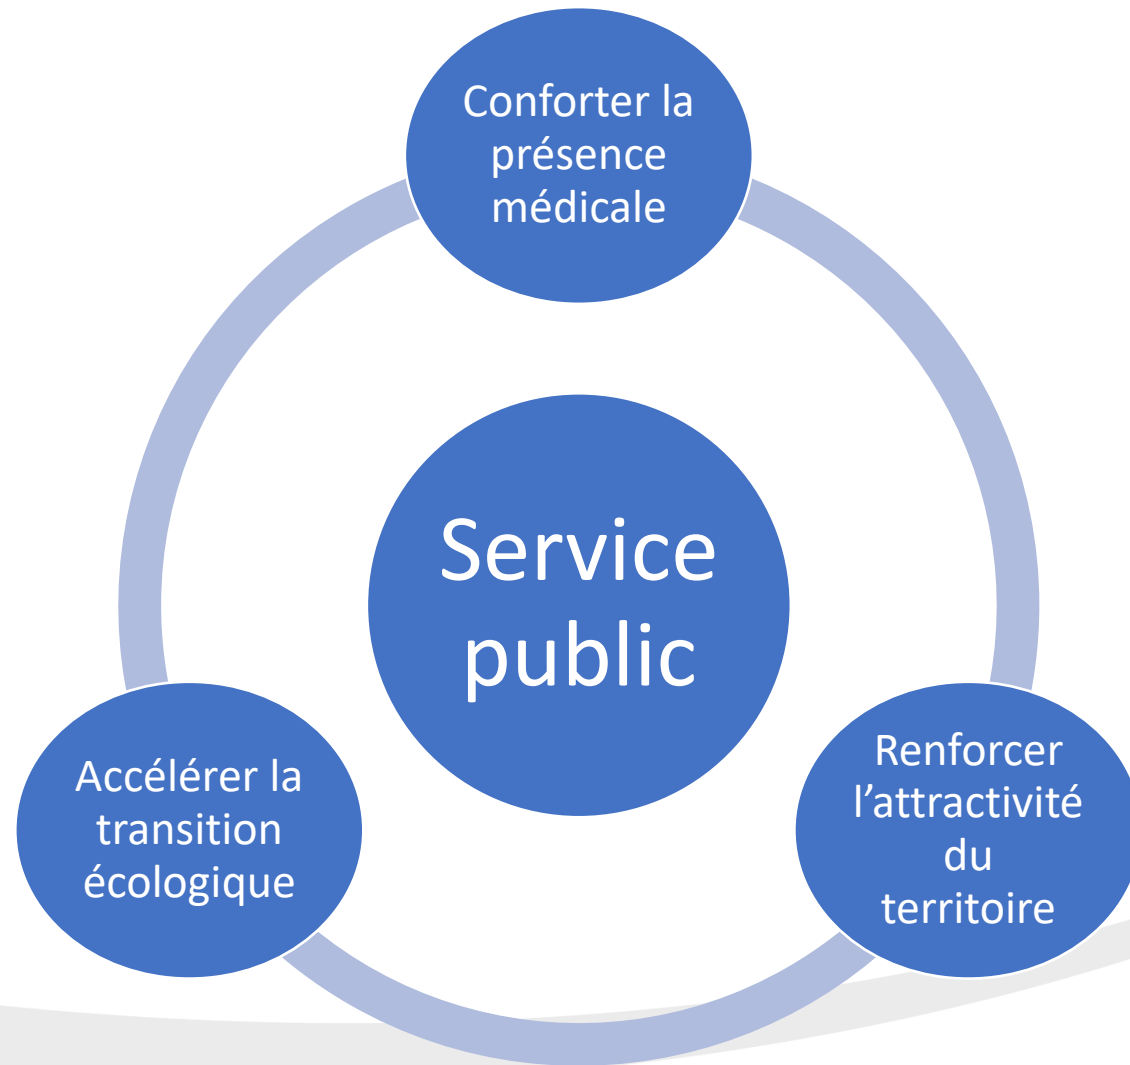 Conforter la
présence
médicale
Service
public
Accélérer la
transition
écologique
Renforcer
l’attractivité
du
territoire